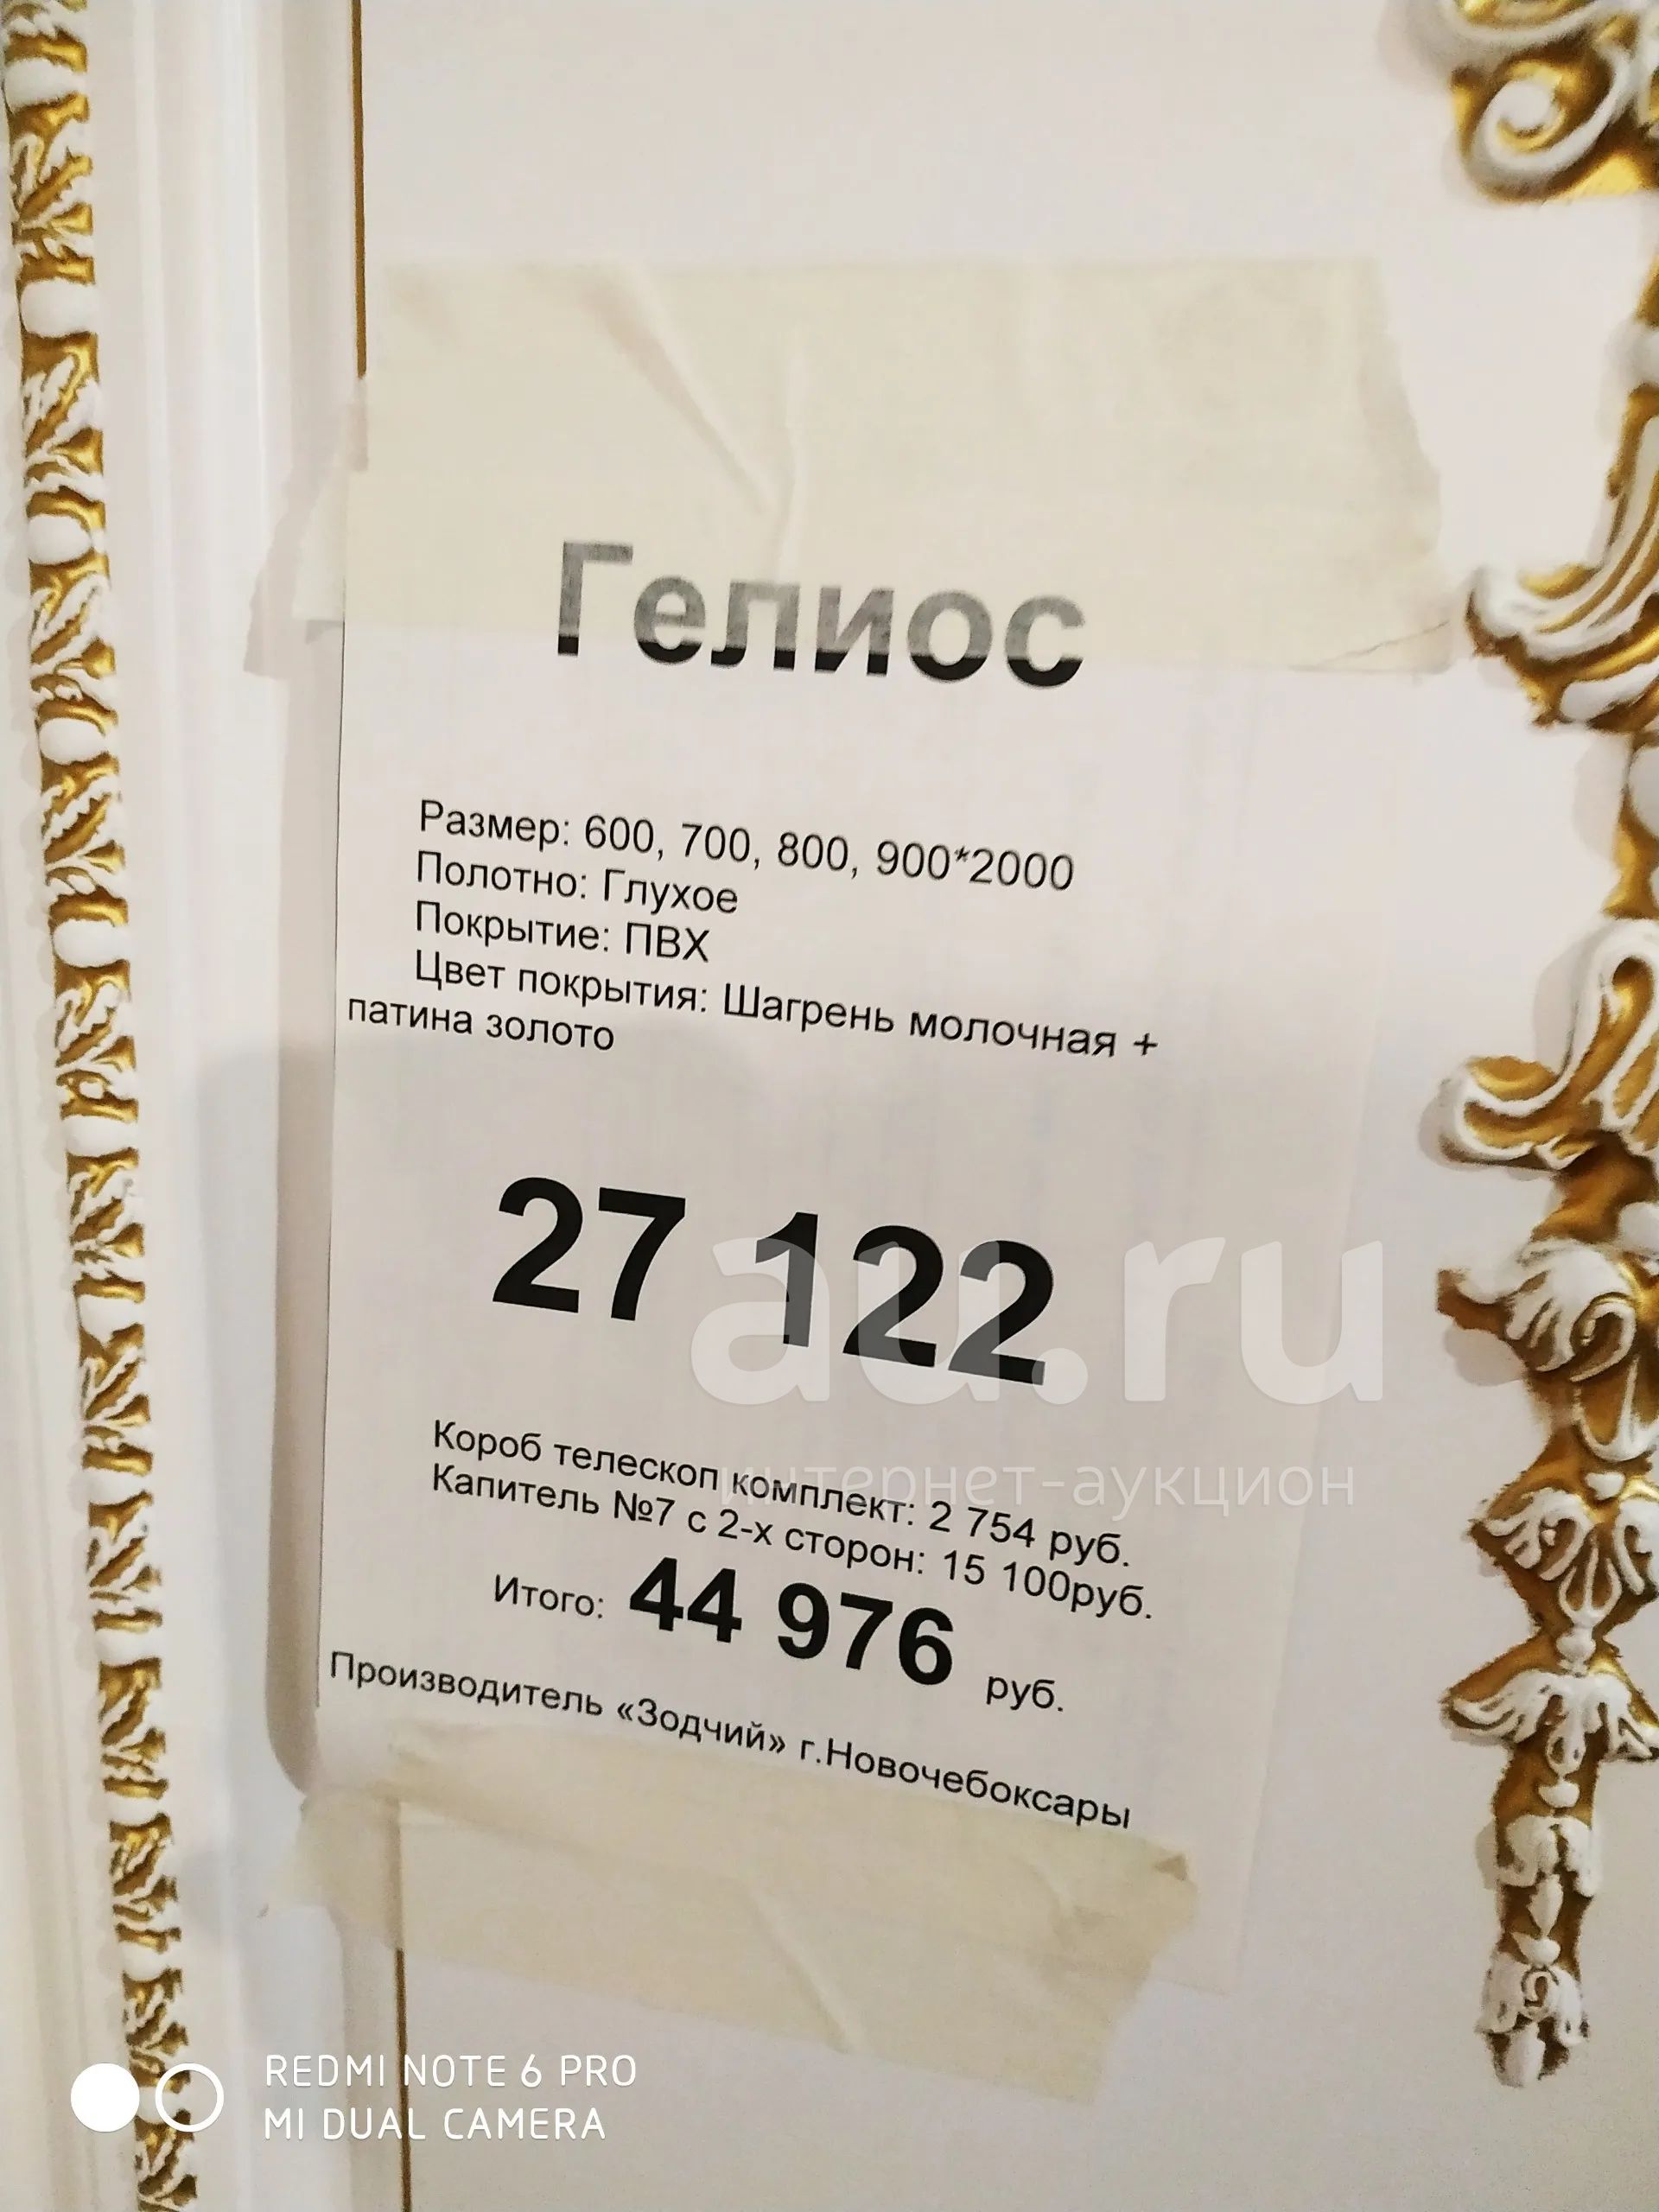 Гелиос
Размер: 600, 700, 800, 900*2000
Полотно: Глухое
Покрытие: ПВХ
Цвет покрытия: Шагрень молочная +
патина золото
27 122
au.ru
интернет-аукцион
Короб телескоп комплект: 2 754 руб.
Капитель №7 с 2-х сторон: 15 100руб.
Итого: 44 976 руб.
Производитель «Зодчий» г.Новочебоксары
REDMI NOTE 6 PRO
MI DUAL CAMERA